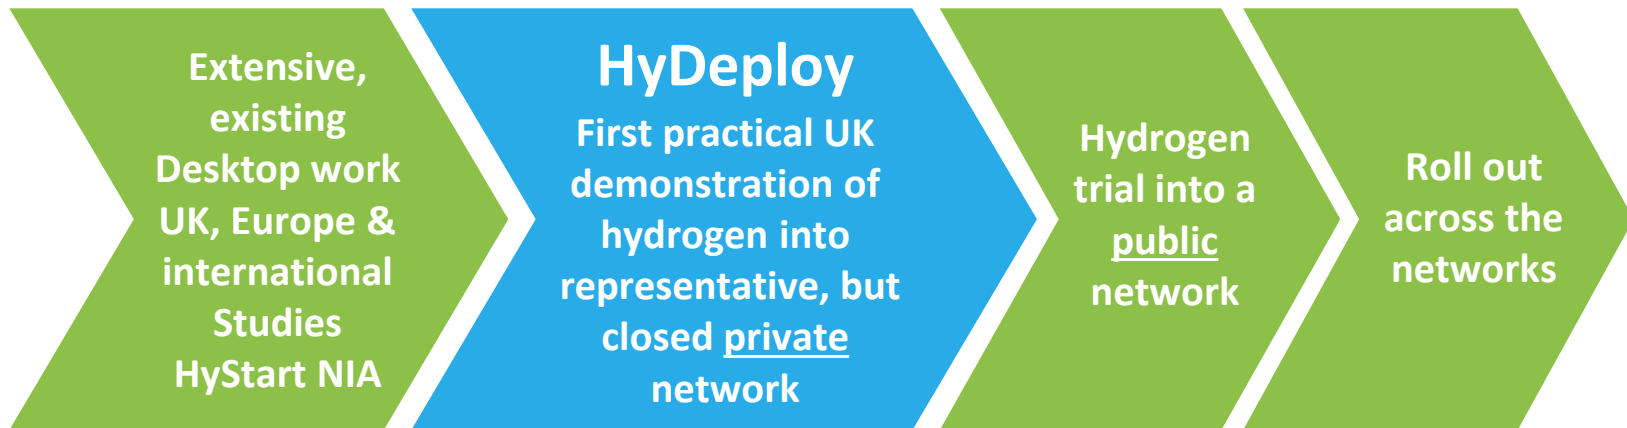 Extensive,
existing
Desktop work
UK, Europe &
international
Studies
HyStart NIA
HyDeploy
First practical UK
demonstration of
hydrogen into
representative, but
closed private
network
Hydrogen
trial into a
public
network
Roll out
across the
networks